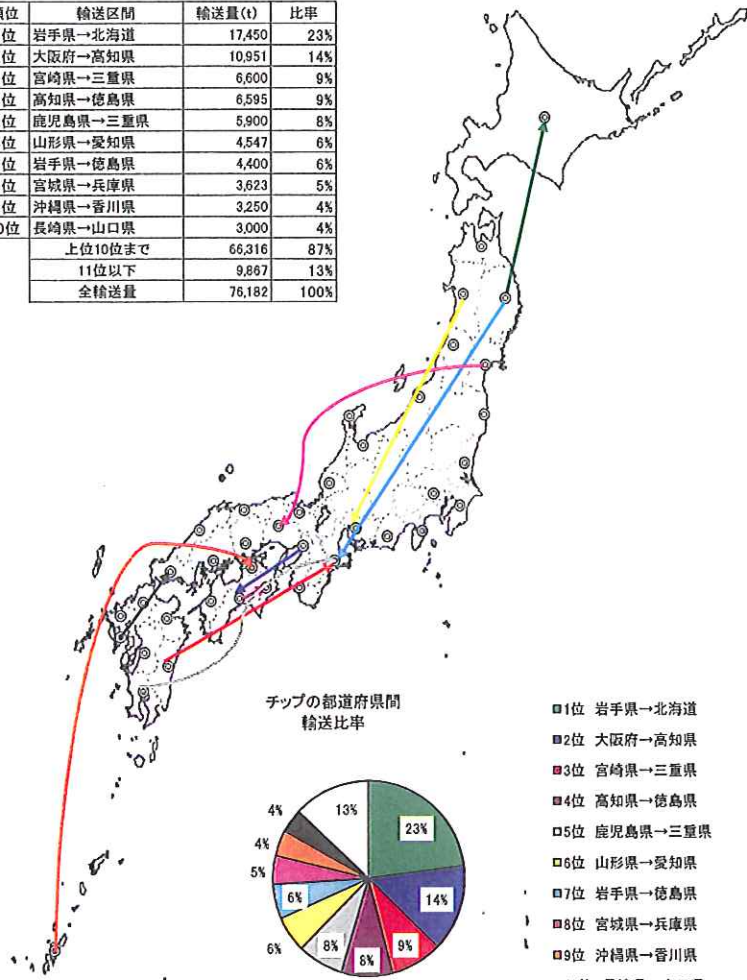 順位 輸送区間 輸送量(t) 比率
位 岩手県→北海道 17,450 23%
位 大阪府→高知県 10,951 14%
位 宮崎県→三重県 6,600 9%
位 高知県→徳島県 6,595 9%
位 鹿児島県→三重県 5,900 8%
位 山形県→愛知県 4,547 6%
位 岩手県→徳島県 4,400 6%
位 宮城県→兵庫県 3,623 5%
位 沖縄県→香川県 3,250 4%
0位 長崎県→山口県 3,000 4%
上位10位まで 66,316 87%
11位以下 9,867 13%
全輸送量 76,182 100%
チップの都道府県間
輸送比率
23%
14%
9%
8%
8%
6%
6%
5%
4%
4%
13%
1位 岩手県→北海道
2位 大阪府→高知県
3位 宮崎県→三重県
4位 高知県→徳島県
5位 鹿児島県→三重県
6位 山形県→愛知県
7位 岩手県→徳島県
8位 宮城県→兵庫県
9位 沖縄県→香川県